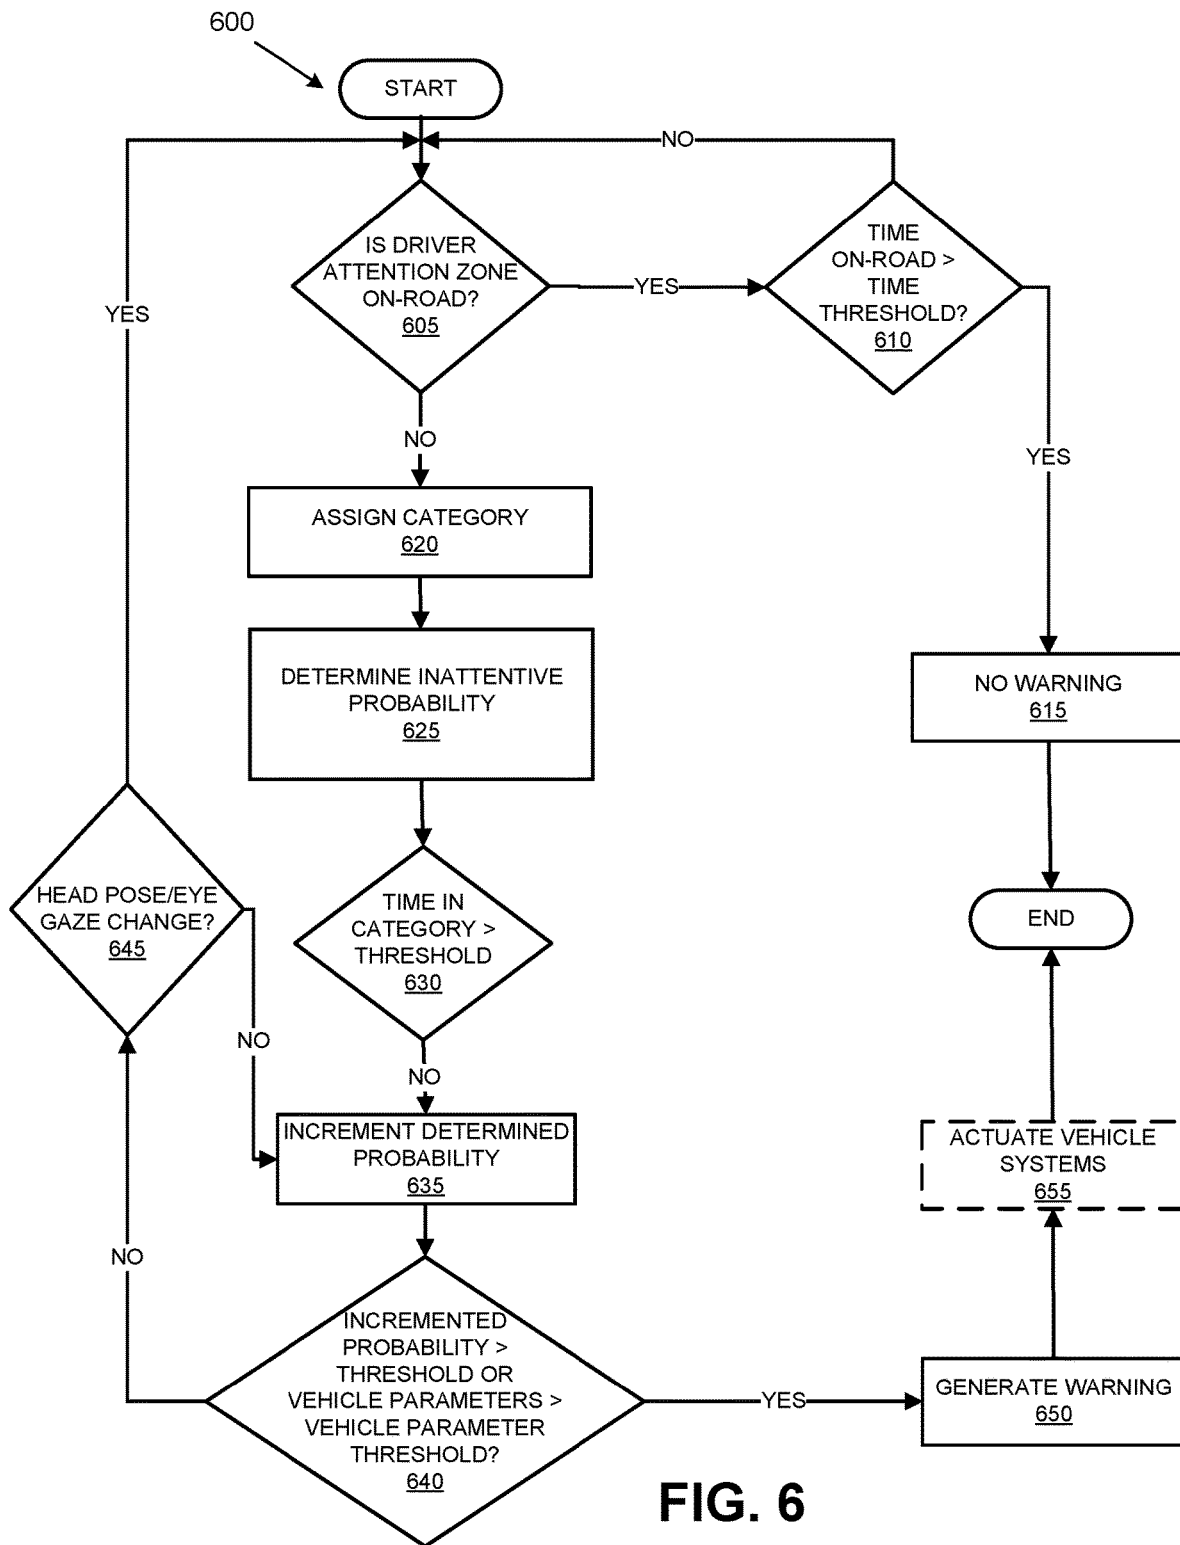 600
START
NO
IS DRIVER
ATTENTION ZONE
ON-ROAD?
605
YES
TIME
ON-ROAD >
TIME
THRESHOLD?
610
YES
NO
YES
ASSIGN CATEGORY
620
DETERMINE INATTENTIVE
PROBABILITY
625
NO WARNING
615
HEAD POSE/EYE
GAZE CHANGE?
645
TIME IN
CATEGORY >
THRESHOLD
630
END
NO
NO
INCREMENT DETERMINED
PROBABILITY
635
ACTUATE VEHICLE
SYSTEMS
655
NO
INCREMENTED
PROBABILITY >
THRESHOLD OR
VEHICLE PARAMETERS >
VEHICLE PARAMETER
THRESHOLD?
640
YES
GENERATE WARNING
650
FIG. 6